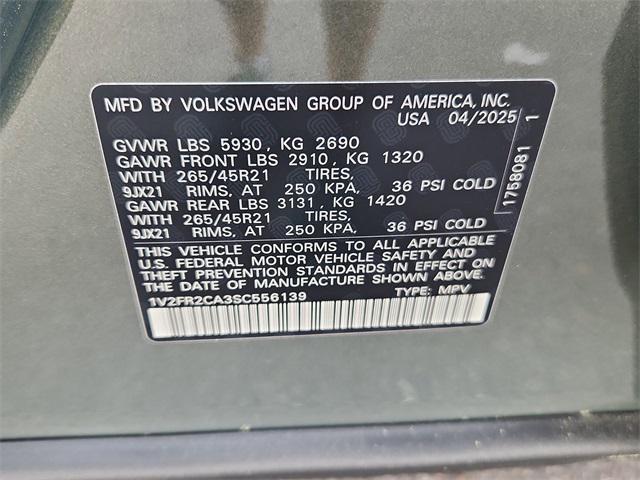 MFD BY VOLKSWAGEN GROUP OF AMERICA, INC.
USA 04/2025
GVWR LBS 5930, KG 2690
GAWR FRONT LBS 2910, KG 1320
WITH 265/45R21 TIRES,
9JX21 RIMS, AT 250 KPA, 36 PSI COLD
GAWR REAR LBS 3131, KG 1420
WITH 265/45R21 TIRES,
9JX21 RIMS, AT 250 KPA, 36 PSI COLD
THIS VEHICLE CONFORMS TO ALL APPLICABLE
U.S. FEDERAL MOTOR VEHICLE SAFETY AND
THEFT PREVENTION STANDARDS IN EFFECT ON
THE DATE OF MANUFACTURE SHOWN ABOVE.
1V2FR2CA3SC556139 TYPE: MPV
1758081 1